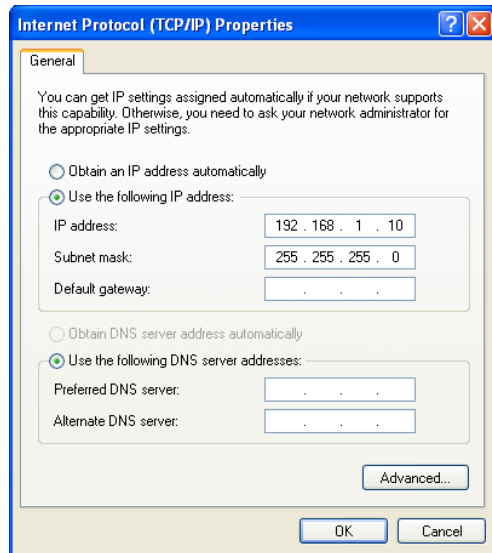 Internet Protocol (TCP/IP) Properties
General
You can get IP settings assigned automatically if your network supports
this capability. Otherwise, you need to ask your network administrator for
the appropriate IP settings.
Obtain an IP address automatically
Use the following IP address:
IP address: 192 . 168 . 1 . 10
Subnet mask: 255 . 255 . 255 . 0
Default gateway: . . .
Obtain DNS server address automatically
Use the following DNS server addresses:
Preferred DNS server: . . .
Alternate DNS server: . . .
Advanced...
OK Cancel